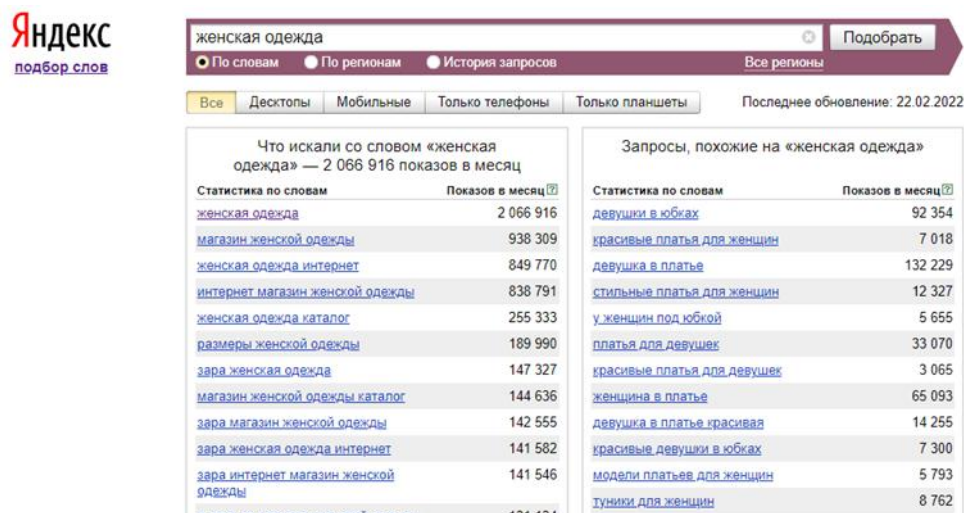 Яндекс
подбор слов
женская одежда
Подобрать
По словам По регионам История запросов Все регионы
Все Десктопы Мобильные Только телефоны Только планшеты Последнее обновление: 22.02.2022
Что искали со словом «женская
одежда» — 2 066 916 показов в месяц
Статистика по словам Показов в месяц ?
женская одежда 2 066 916
магазин женской одежды 938 309
женская одежда интернет 849 770
интернет магазин женской одежды 838 791
женская одежда каталог 255 333
размеры женской одежды 189 990
зара женская одежда 147 327
магазин женской одежды каталог 144 636
зара магазин женской одежды 142 555
зара женская одежда интернет 141 582
зара интернет магазин женской 141 546
одежды
Запросы, похожие на «женская одежда»
Статистика по словам Показов в месяц ?
девушки в юбках 92 354
красивые платья для женщин 7 018
девушка в платье 132 229
стильные платья для женщин 12 327
у женщин под юбкой 5 655
платья для девушек 33 070
красивые платья для девушек 3 065
женщина в платье 65 093
девушка в платье красивая 14 255
красивые девушки в юбках 7 300
модели платьев для женщин 5 793
туники для женщин 8 762